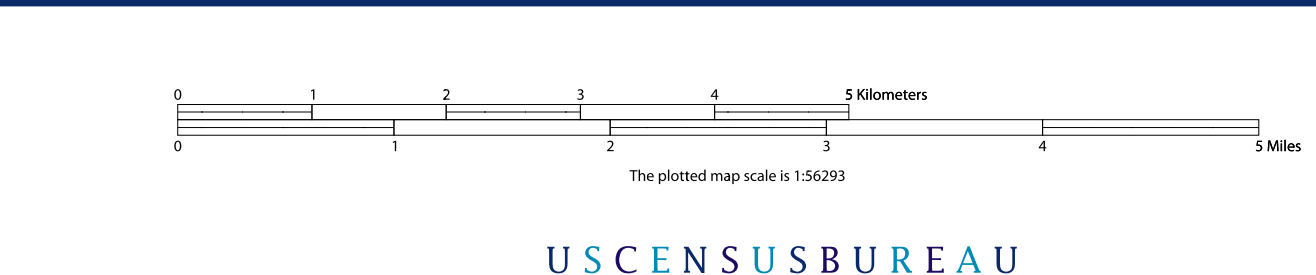 0 1 2 3 4 5 Kilometers
0 1 2 3 4 5 Miles
The plotted map scale is 1:56293
USCENSUSBUREAU